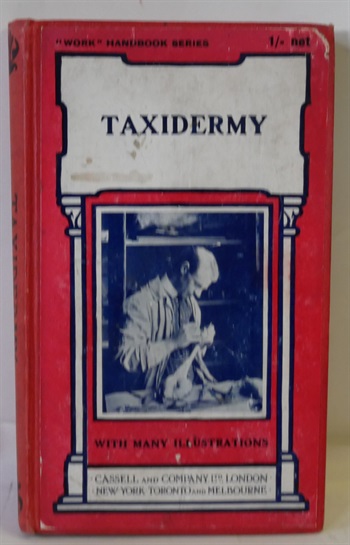 "WORK" HANDBOOK SERIES 1/- net
TAXIDERMY
WITH MANY ILLUSTRATIONS
CASSELL AND COMPANY LTD LONDON
NEW YORK·TORONTO AND MELBOURNE
TAXIDERMY